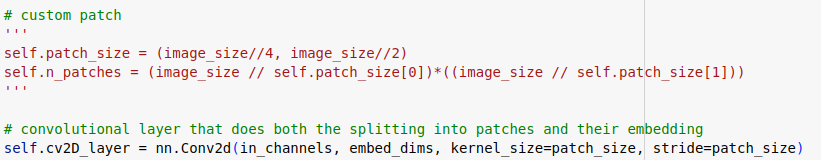 # custom patch
'''
self.patch_size = (image_size//4, image_size//2)
self.n_patches = (image_size // self.patch_size[0])*((image_size // self.patch_size[1]))
'''
# convolutional layer that does both the splitting into patches and their embedding
self.cv2D_layer = nn.Conv2d(in_channels, embed_dims, kernel_size=patch_size, stride=patch_size)